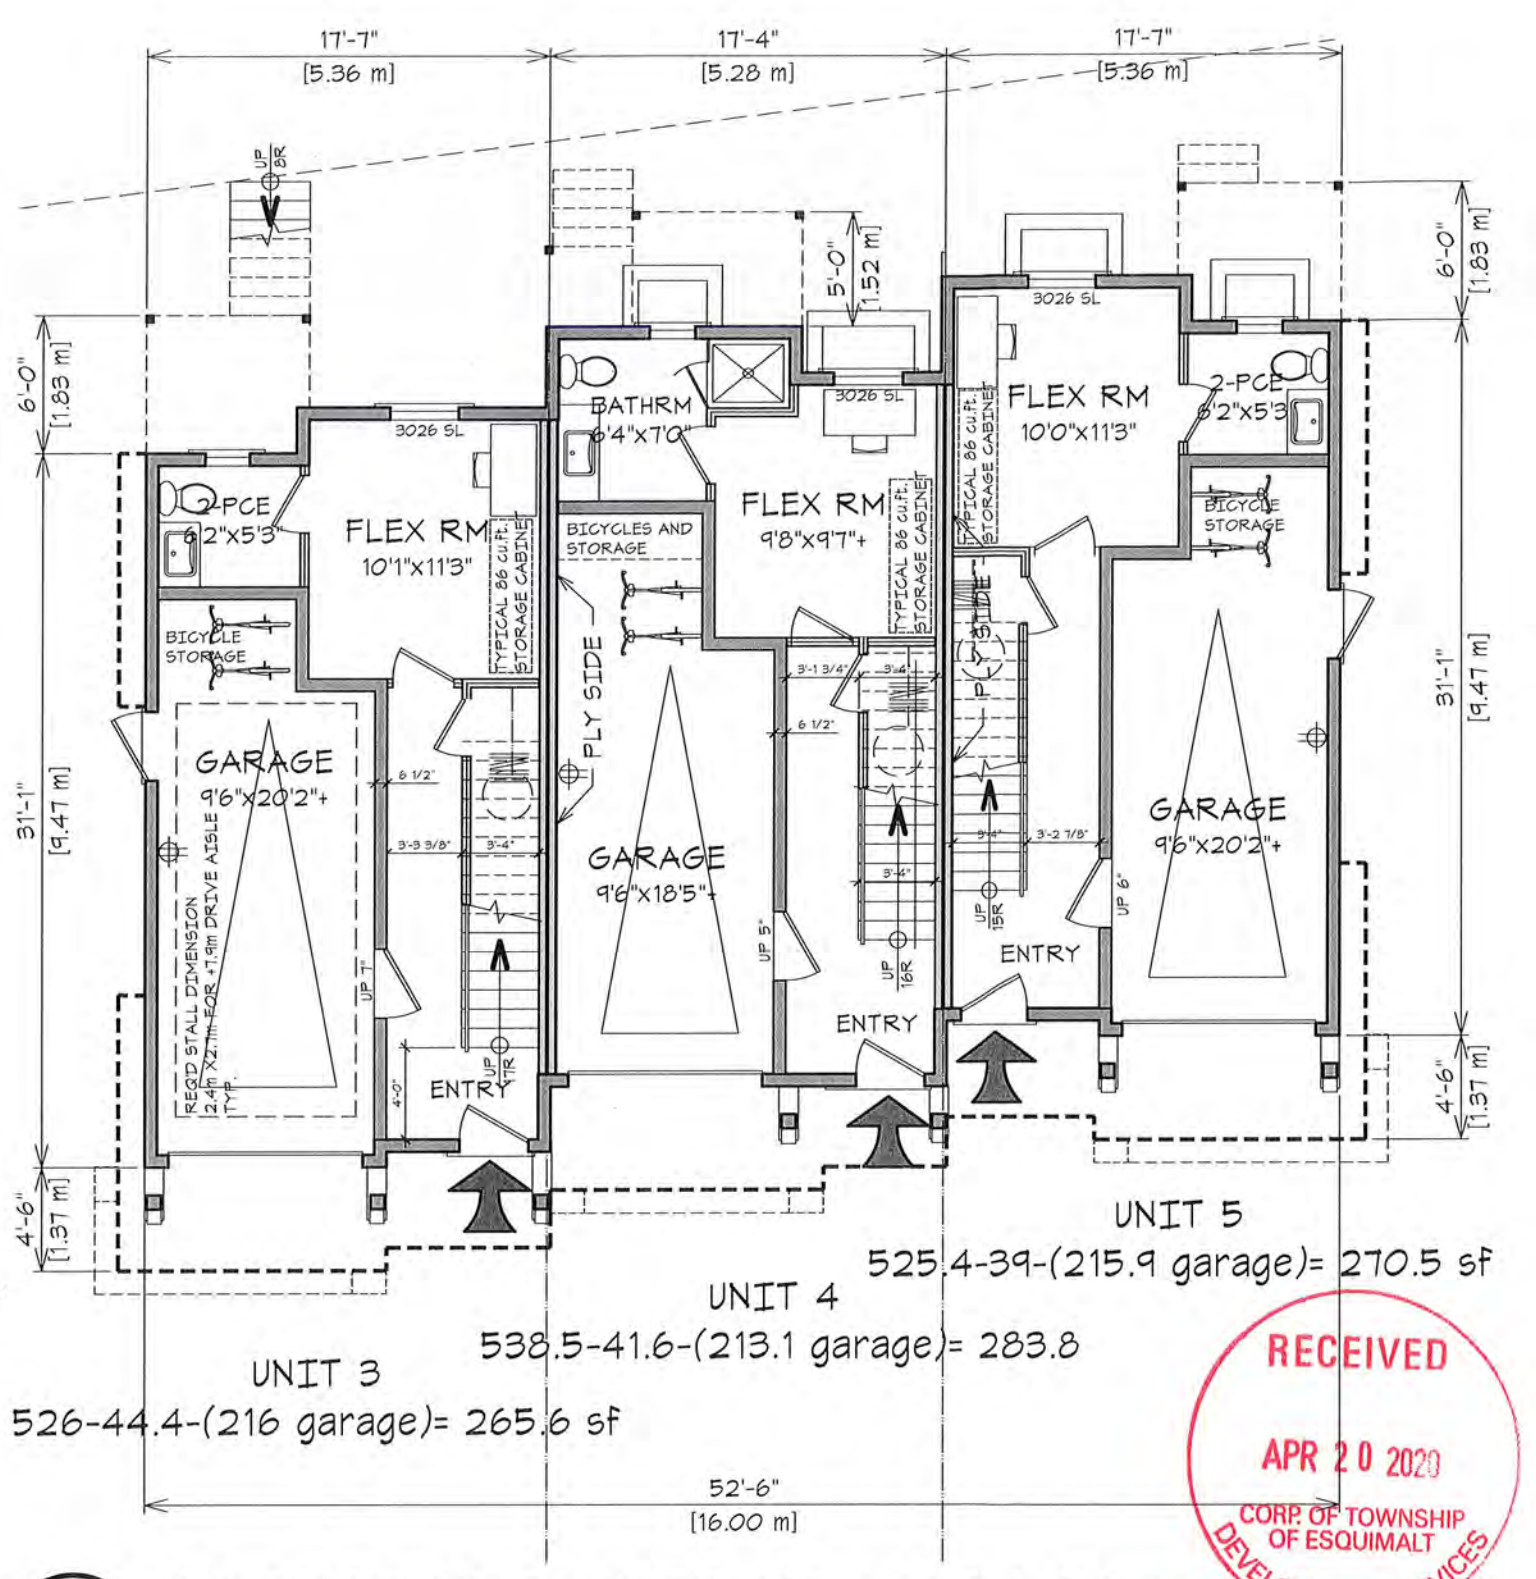 17'-7"
[5.36 m]
17'-4"
[5.28 m]
17'-7"
[5.36 m]
UP
8R
6'-0"
[1.83 m]
5'-0"
[1.52 m]
6'-0"
[1.83 m]
3026 SL
3026 SL
3026 SL
2-PCE
6'2"x5'3"
FLEX RM
10'1"x11'3"
TYPICAL 86 cu.ft.
STORAGE CABINET
BICYCLE
STORAGE
GARAGE
9'6"x20'2"+
REQ'D STALL DIMENSION
2.4m x2.7m FOR +7.9m DRIVE AISLE
TYP.
6 1/2"
3'-3 3/8"
3'-4"
UP 7"
4'-0"
UP
17R
ENTRY
31'-1"
[9.47 m]
4'-6"
[1.37 m]
BATHRM
6'4"x7'0"
FLEX RM
9'8"x9'7"+
TYPICAL 86 cu.ft.
STORAGE CABINET
BICYCLES AND
STORAGE
PLY SIDE
3'-1 3/4"
3'-4"
6 1/2"
GARAGE
9'6"x18'5"+
3'-4"
UP 5"
UP
16R
ENTRY
FLEX RM
10'0"x11'3"
2-PCE
6'2"x5'3
TYPICAL 86 cu.ft.
STORAGE CABINET
BICYCLE
STORAGE
PLY SIDE
GARAGE
9'6"x20'2"+
3'-4"
3'-2 7/8"
UP 6"
UP
15R
ENTRY
31'-1"
[9.47 m]
4'-6"
[1.37 m]
UNIT 5
525.4-39-(215.9 garage)= 270.5 sf
UNIT 4
538.5-41.6-(213.1 garage)= 283.8
UNIT 3
526-44.4-(216 garage)= 265.6 sf
52'-6"
[16.00 m]
RECEIVED
APR 20 2020
CORP. OF TOWNSHIP
OF ESQUIMALT